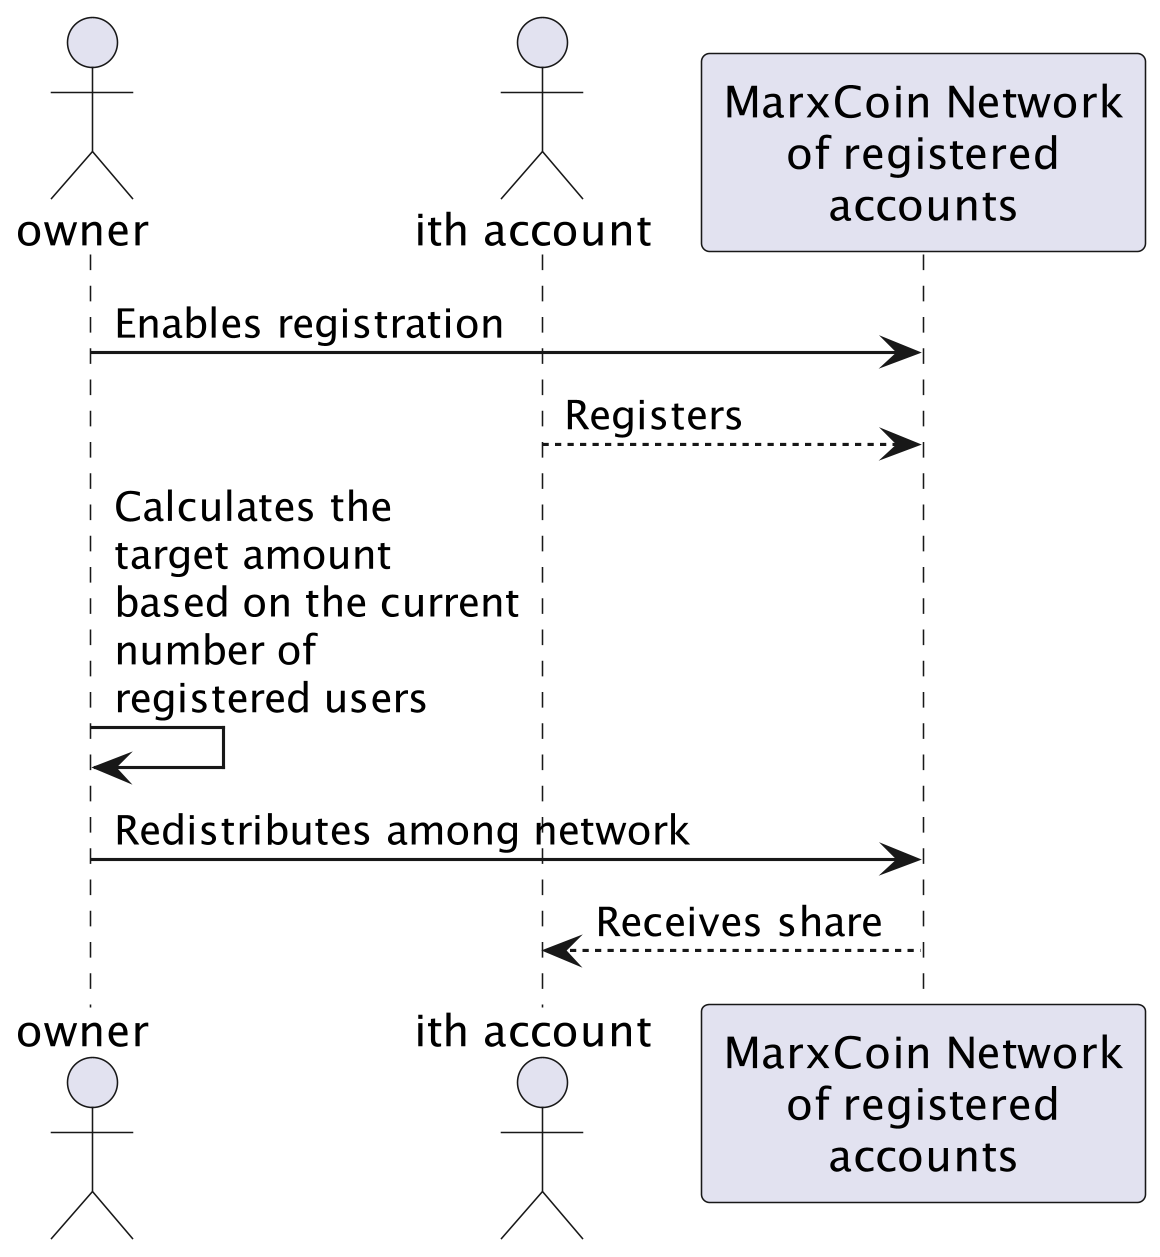 owner
ith account
MarxCoin Network
of registered
accounts
Enables registration
Registers
Calculates the
target amount
based on the current
number of
registered users
Redistributes among network
Receives share
owner
ith account
MarxCoin Network
of registered
accounts